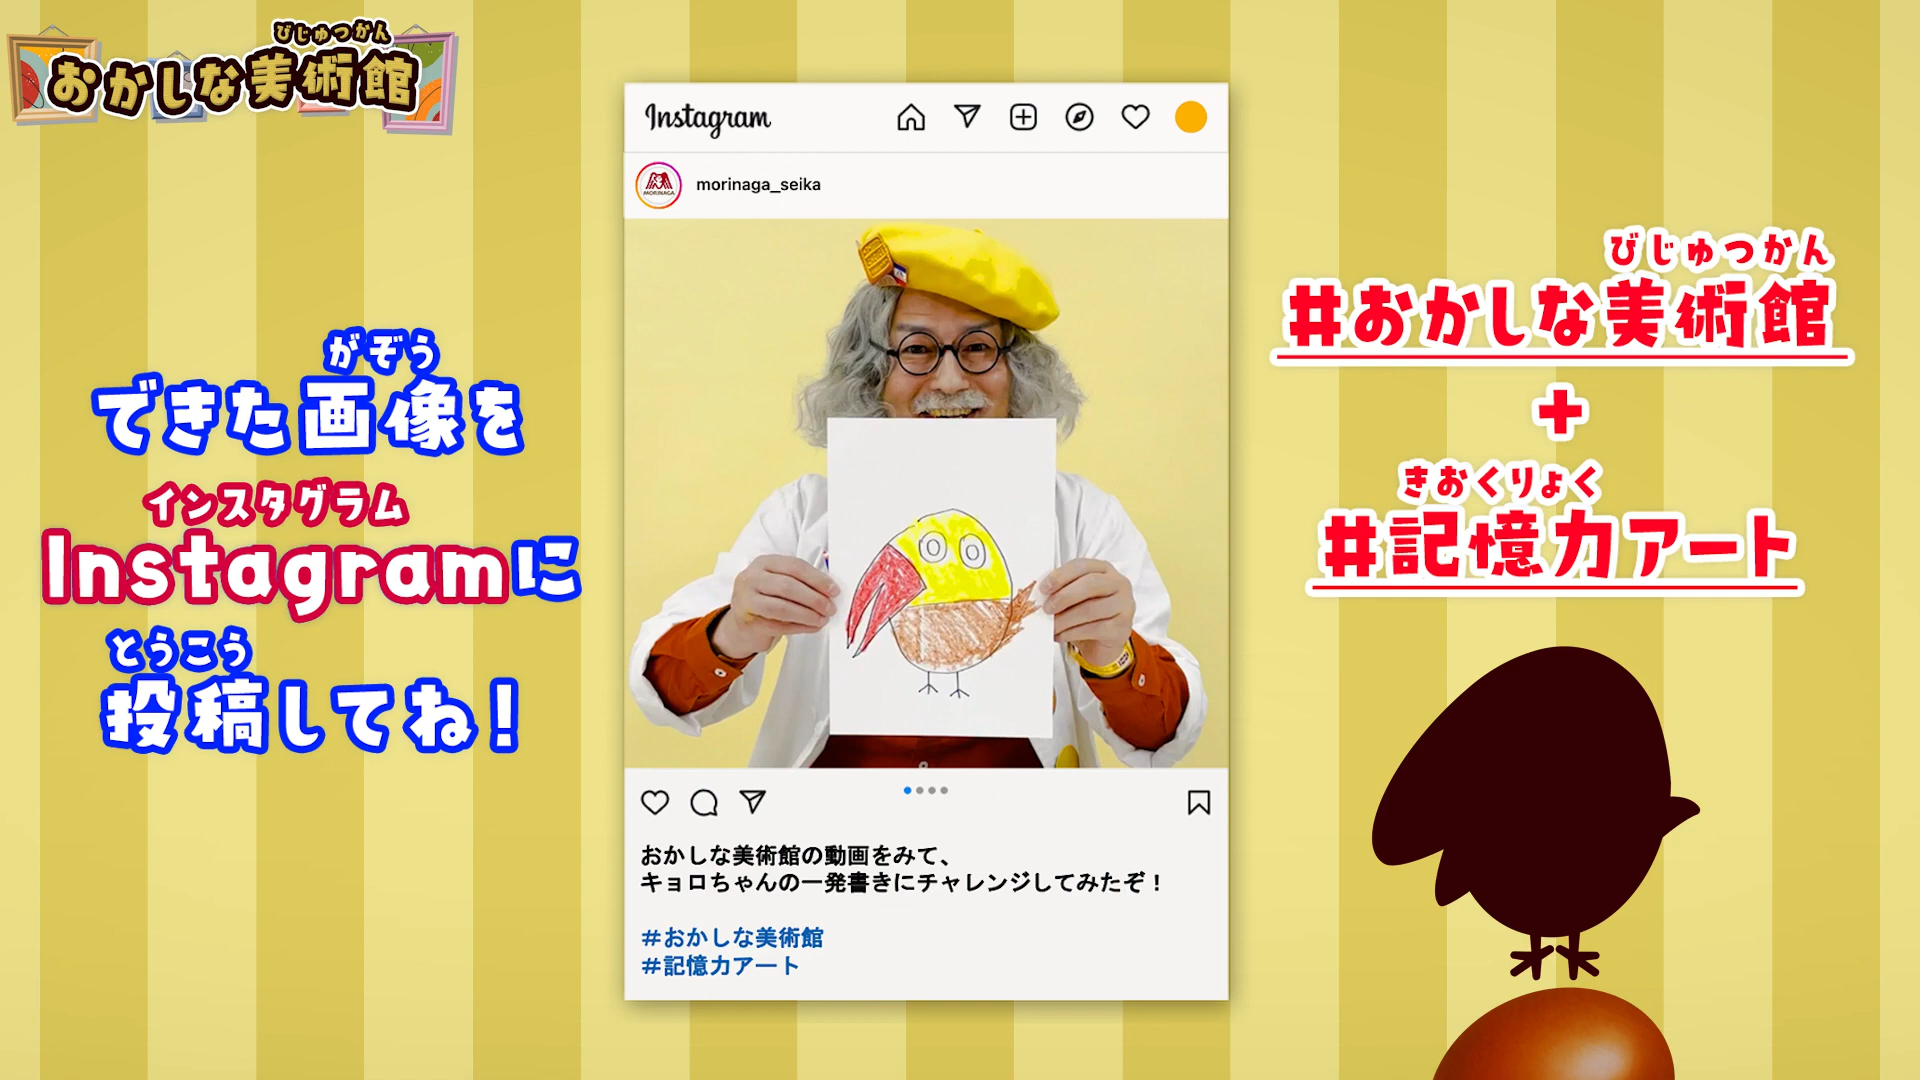 びじゅつかん
おかしな美術館
がぞう
できた画像を
インスタグラム
Instagramに
とうこう
投稿してね！
Instagram
MORINAGA
morinaga_seika
おかしな美術館の動画をみて、
キョロちゃんの一発書きにチャレンジしてみたぞ！
#おかしな美術館
#記憶力アート
びじゅつかん
#おかしな美術館
+
きおくりょく
#記憶力アート